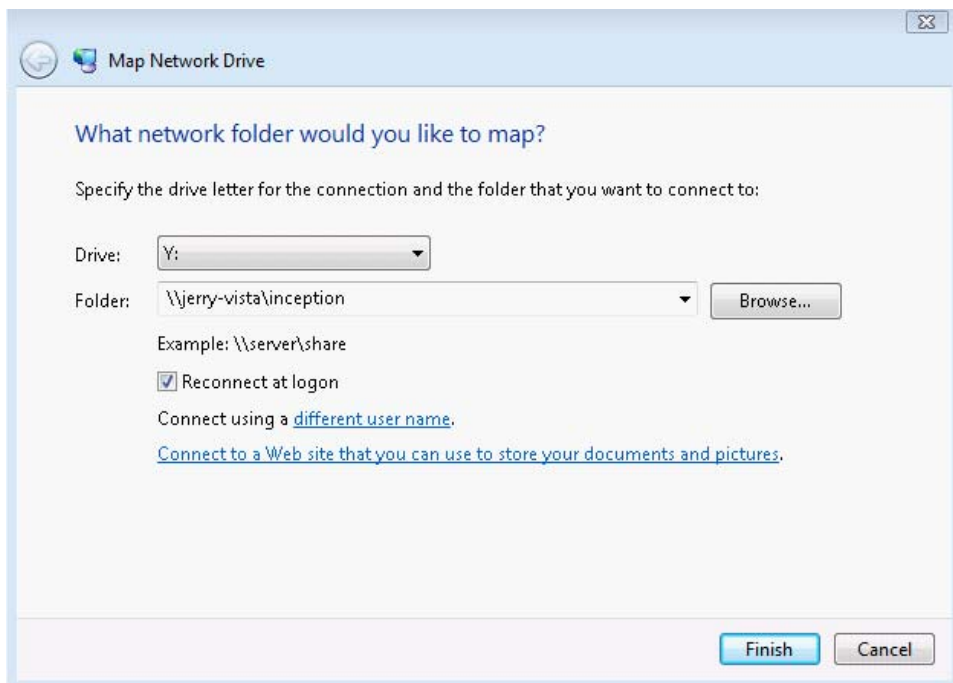 Map Network Drive
What network folder would you like to map?
Specify the drive letter for the connection and the folder that you want to connect to:
Drive: Y:
Folder: \\jerry-vista\inception Browse...
Example: \\server\share
Reconnect at logon
Connect using a different user name.
Connect to a Web site that you can use to store your documents and pictures.
Finish Cancel